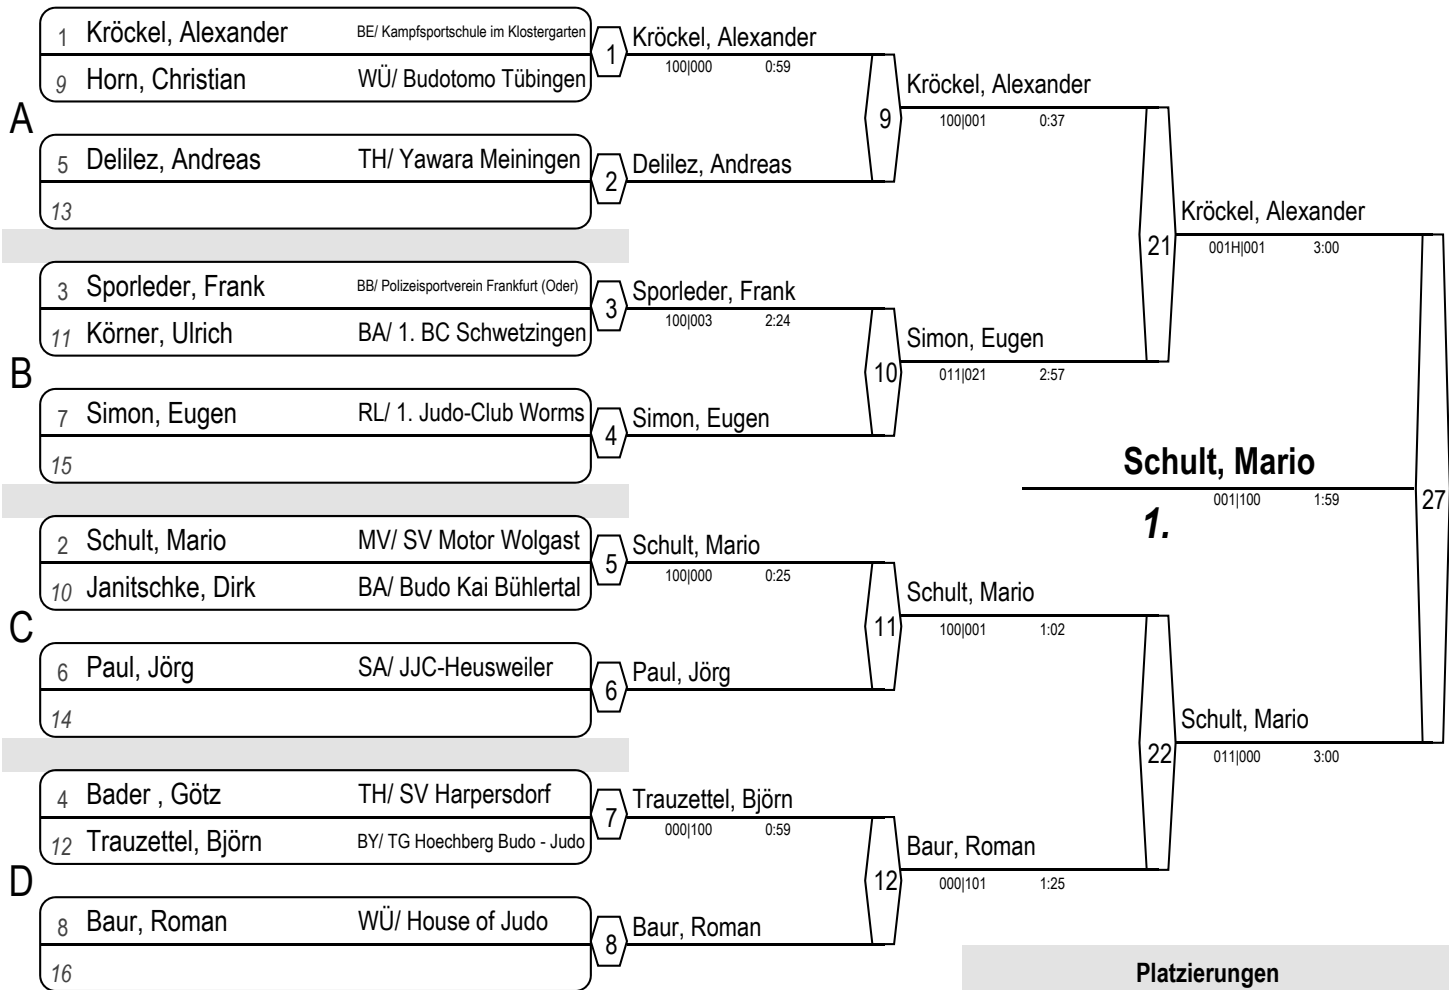 1 Kröckel, Alexander BE/ Kampfsportschule im Klostergarten
9 Horn, Christian WÜ/ Budotomo Tübingen
1
Kröckel, Alexander
100|000 0:59
A
5 Delilez, Andreas TH/ Yawara Meiningen
13
2
Delilez, Andreas
9
Kröckel, Alexander
100|001 0:37
3 Sporleder, Frank BB/ Polizeisportverein Frankfurt (Oder)
11 Körner, Ulrich BA/ 1. BC Schwetzingen
3
Sporleder, Frank
100|003 2:24
B
7 Simon, Eugen RL/ 1. Judo-Club Worms
15
4
Simon, Eugen
10
Simon, Eugen
011|021 2:57
21
Kröckel, Alexander
001H|001 3:00
2 Schult, Mario MV/ SV Motor Wolgast
10 Janitschke, Dirk BA/ Budo Kai Bühlertal
5
Schult, Mario
100|000 0:25
C
6 Paul, Jörg SA/ JJC-Heusweiler
14
6
Paul, Jörg
11
Schult, Mario
100|001 1:02
4 Bader , Götz TH/ SV Harpersdorf
12 Trauzettel, Björn BY/ TG Hoechberg Budo - Judo
7
Trauzettel, Björn
000|100 0:59
D
8 Baur, Roman WÜ/ House of Judo
16
8
Baur, Roman
12
Baur, Roman
000|101 1:25
22
Schult, Mario
011|000 3:00
27
Schult, Mario
001|100 1:59
1.
Platzierungen